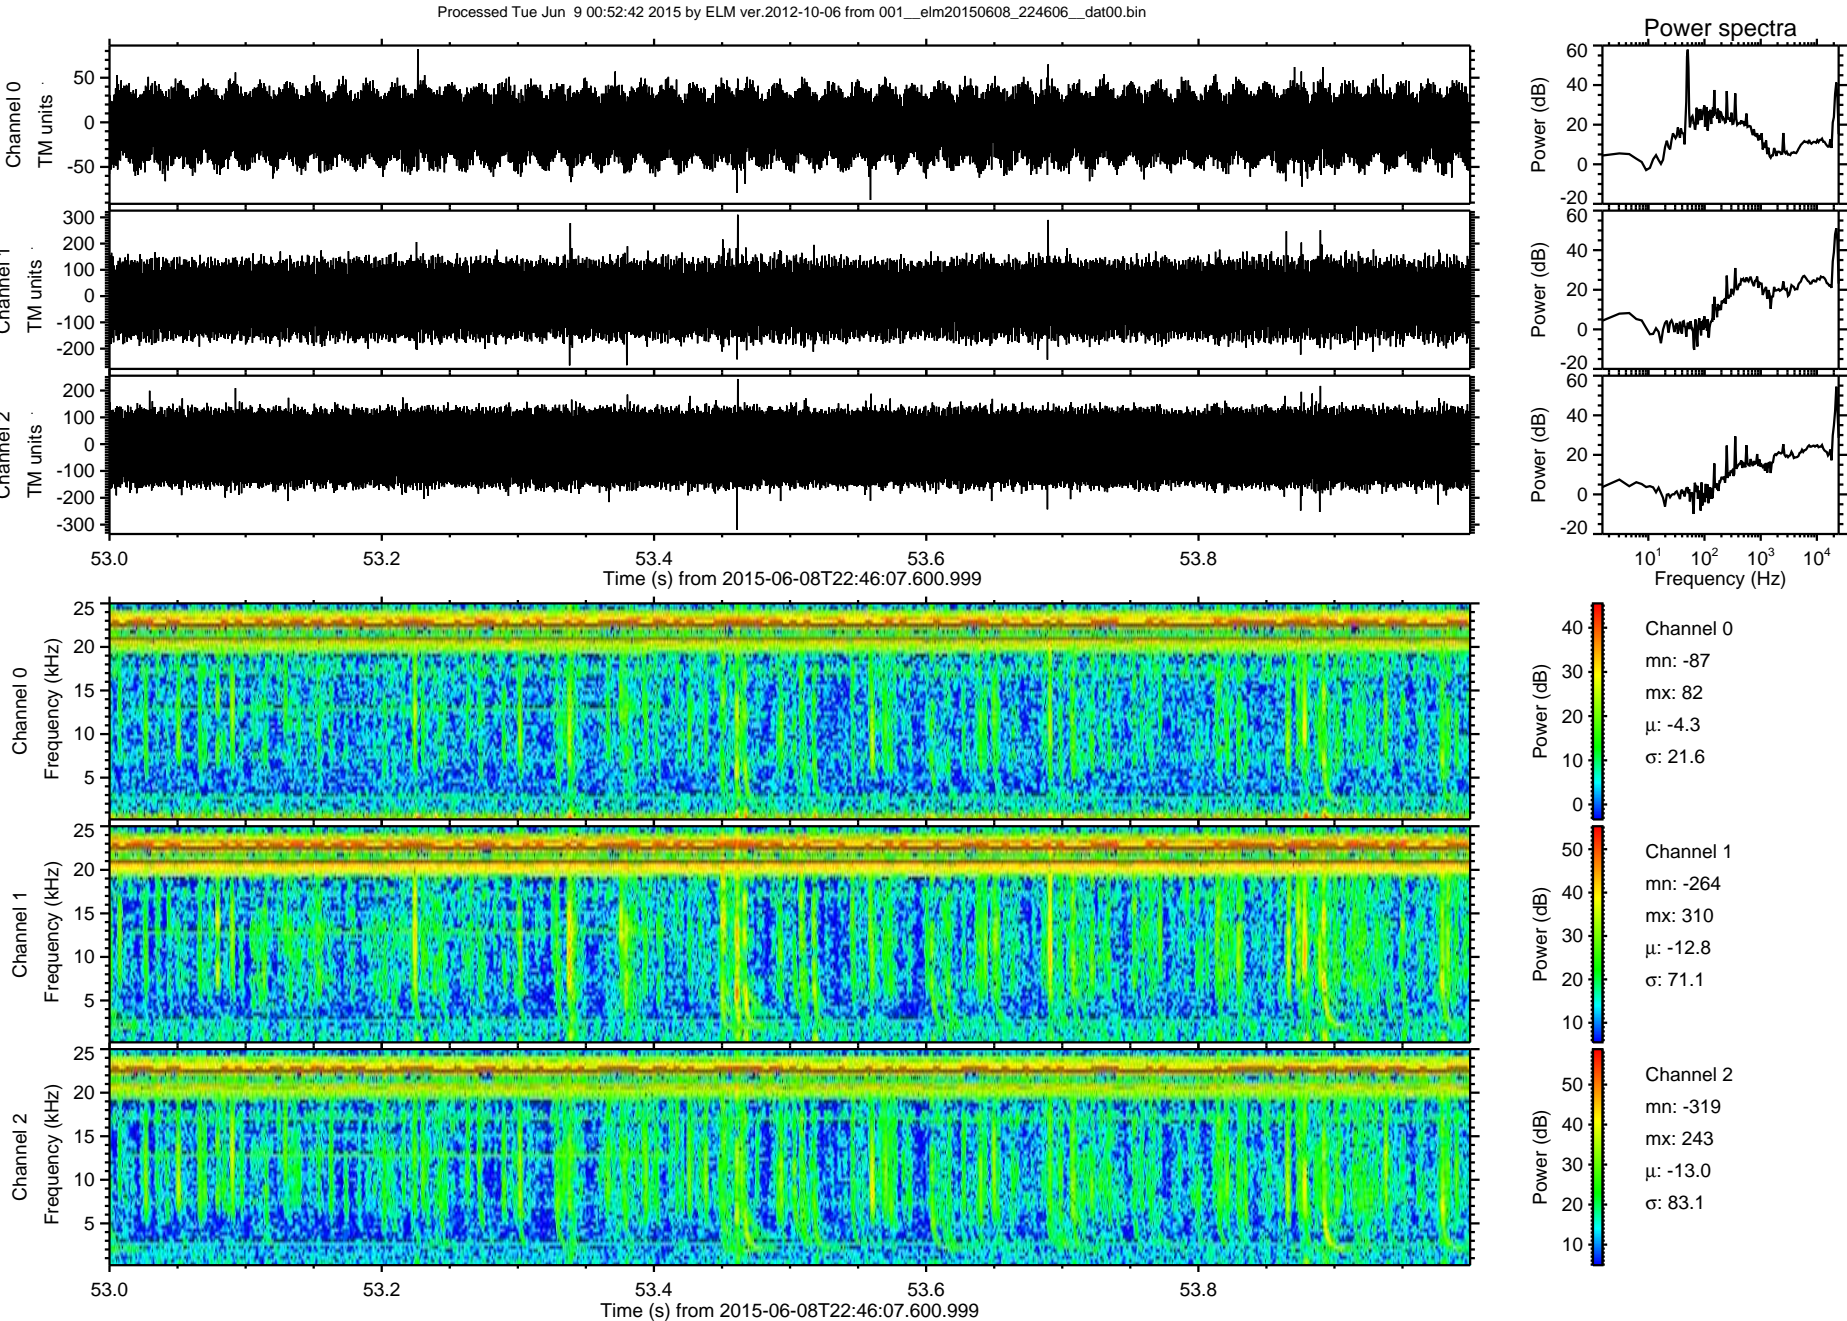 Processed Tue Jun  9 00:52:42 2015 by ELM ver.2012-10-06 from 001__elm20150608_224606__dat00.bin
Power spectra
Channel 0
TM units
50
0
-50
Power (dB)
60
40
20
0
-20
Channel 1
TM units
300
200
100
0
-100
-200
Power (dB)
60
40
20
0
-20
Channel 2
TM units
200
100
0
-100
-200
-300
Power (dB)
60
40
20
0
-20
53.0 53.2 53.4 53.6 53.8
Time (s) from 2015-06-08T22:46:07.600.999
10¹ 10² 10³ 10⁴
Frequency (Hz)
Channel 0
Frequency (kHz)
25
20
15
10
5
Power (dB)
40
30
20
10
0
Channel 0
mn: -87
mx: 82
μ: -4.3
σ: 21.6
Channel 1
Frequency (kHz)
25
20
15
10
5
Power (dB)
50
40
30
20
10
Channel 1
mn: -264
mx: 310
μ: -12.8
σ: 71.1
Channel 2
Frequency (kHz)
25
20
15
10
5
Power (dB)
50
40
30
20
10
Channel 2
mn: -319
mx: 243
μ: -13.0
σ: 83.1
53.0 53.2 53.4 53.6 53.8
Time (s) from 2015-06-08T22:46:07.600.999